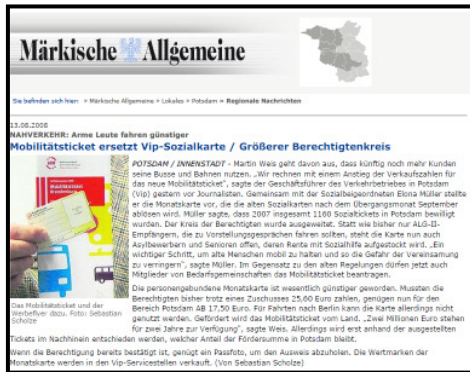 Märkische Allgemeine
Sie befinden sich hier: » Märkische Allgemeine » Lokales » Potsdam » Regionale Nachrichten
13.08.2008
NAHVERKEHR: Arme Leute fahren günstiger
Mobilitätsticket ersetzt Vip-Sozialkarte / Größerer Berechtigtenkreis
POTSDAM / INNENSTADT - Martin Weis geht davon aus, dass künftig noch mehr Kunden
seine Busse und Bahnen nutzen. „Wir rechnen mit einem Anstieg der Verkaufszahlen für
das neue Mobilitätsticket", sagte der Geschäftsführer des Verkehrbetriebes in Potsdam
(Vip) gestern vor Journalisten. Gemeinsam mit der Sozialbeigeordneten Elona Müller stellte
er die Monatskarte vor, die die alten Sozialkarten nach dem Übergangsmonat September
ablösen wird. Müller sagte, dass 2007 insgesamt 1160 Sozialtickets in Potsdam bewilligt
wurden. Der Kreis der Berechtigten wurde ausgeweitet. Statt wie bisher nur ALG-II-
Empfängern, die zu Vorstellungsgesprächen fahren sollten, steht die Karte nun auch
Asylbewerbern und Senioren offen, deren Rente mit Sozialhilfe aufgestockt wird. „Ein
wichtiger Schritt, um alte Menschen mobil zu halten und so die Gefahr der Vereinsamung
zu verringern", sagte Müller. Im Gegensatz zu den alten Regelungen dürfen jetzt auch
Mitglieder von Bedarfsgemeinschaften das Mobilitätsticket beantragen.
Die personengebundene Monatskarte ist wesentlich günstiger geworden. Mussten die
Berechtigten bisher trotz eines Zuschusses 25,60 Euro zahlen, genügen nun für den
Bereich Potsdam AB 17,50 Euro. Für Fahrten nach Berlin kann die Karte allerdings nicht
genutzt werden. Gefördert wird das Mobilitätsticket vom Land. „Zwei Millionen Euro stehen
für zwei Jahre zur Verfügung", sagte Weis. Allerdings wird erst anhand der ausgestellten
Tickets im Nachhinein entschieden werden, welcher Anteil der Fördersumme in Potsdam bleibt.
Das Mobilitätsticket und der
Werbeflyer dazu. Foto: Sebastian
Scholze
Wenn die Berechtigung bereits bestätigt ist, genügt ein Passfoto, um den Ausweis abzuholen. Die Wertmarken der
Monatskarte werden in den Vip-Servicestellen verkauft. (Von Sebastian Scholze)